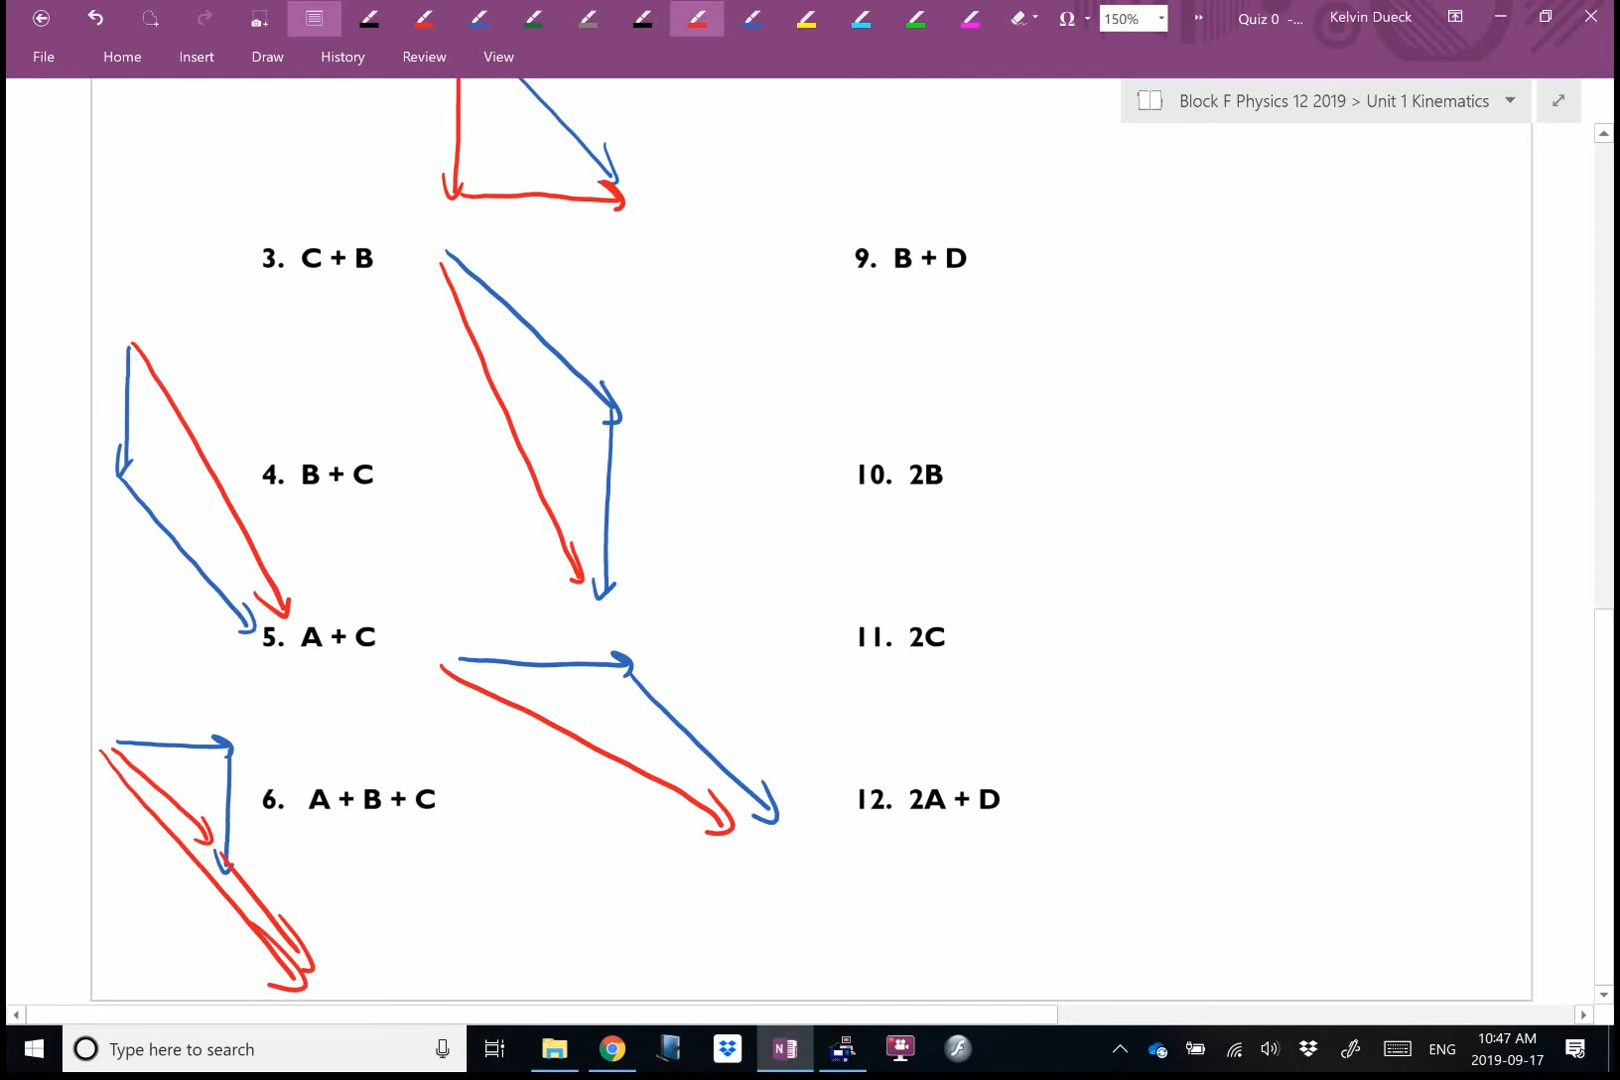 150%
Quiz 0 -...
Kelvin Dueck
File Home Insert Draw History Review View
Block F Physics 12 2019 > Unit 1 Kinematics
3. C + B
9. B + D
4. B + C
10. 2B
5. A + C
11. 2C
6. A + B + C
12. 2A + D
Type here to search
ENG
10:47 AM
2019-09-17